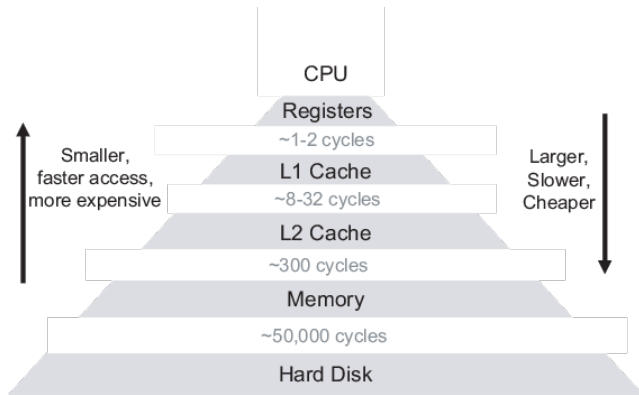 CPU
Registers
~1-2 cycles
Smaller,
faster access,
more expensive
L1 Cache
Larger,
Slower,
Cheaper
~8-32 cycles
L2 Cache
~300 cycles
Memory
~50,000 cycles
Hard Disk